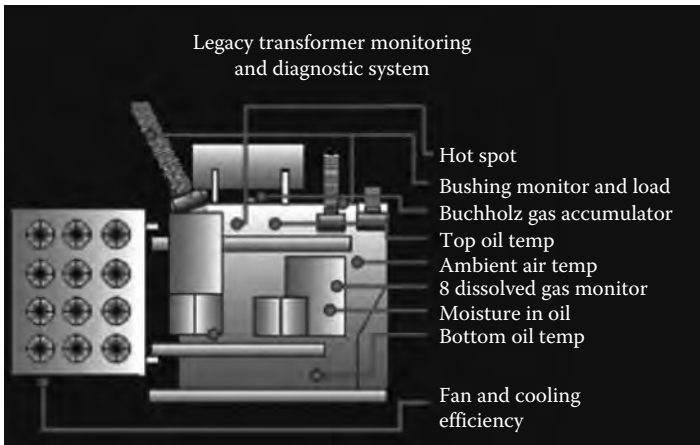 Legacy transformer monitoring
and diagnostic system
Hot spot
Bushing monitor and load
Buchholz gas accumulator
Top oil temp
Ambient air temp
8 dissolved gas monitor
Moisture in oil
Bottom oil temp
Fan and cooling
efficiency